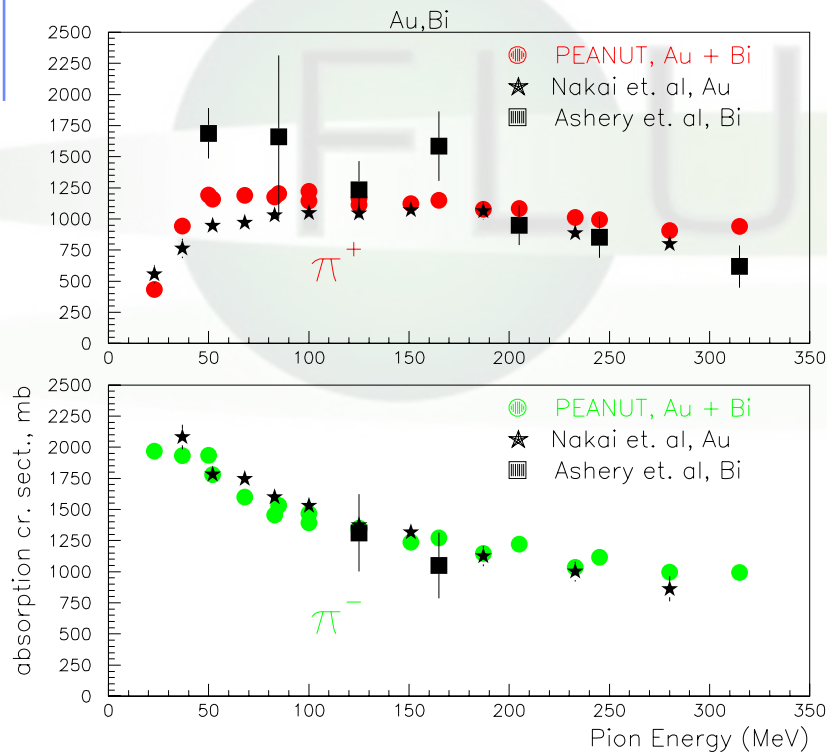 Au,Bi
2500
2250
2000
1750
1500
1250
1000
750
500
250
0
PEANUT, Au + Bi
Nakai et. al, Au
Ashery et. al, Bi
π+
0 50 100 150 200 250 300 350
absorption cr. sect., mb
2500
2250
2000
1750
1500
1250
1000
750
500
250
0
PEANUT, Au + Bi
Nakai et. al, Au
Ashery et. al, Bi
π−
0 50 100 150 200 250 300 350
Pion Energy (MeV)
FLU